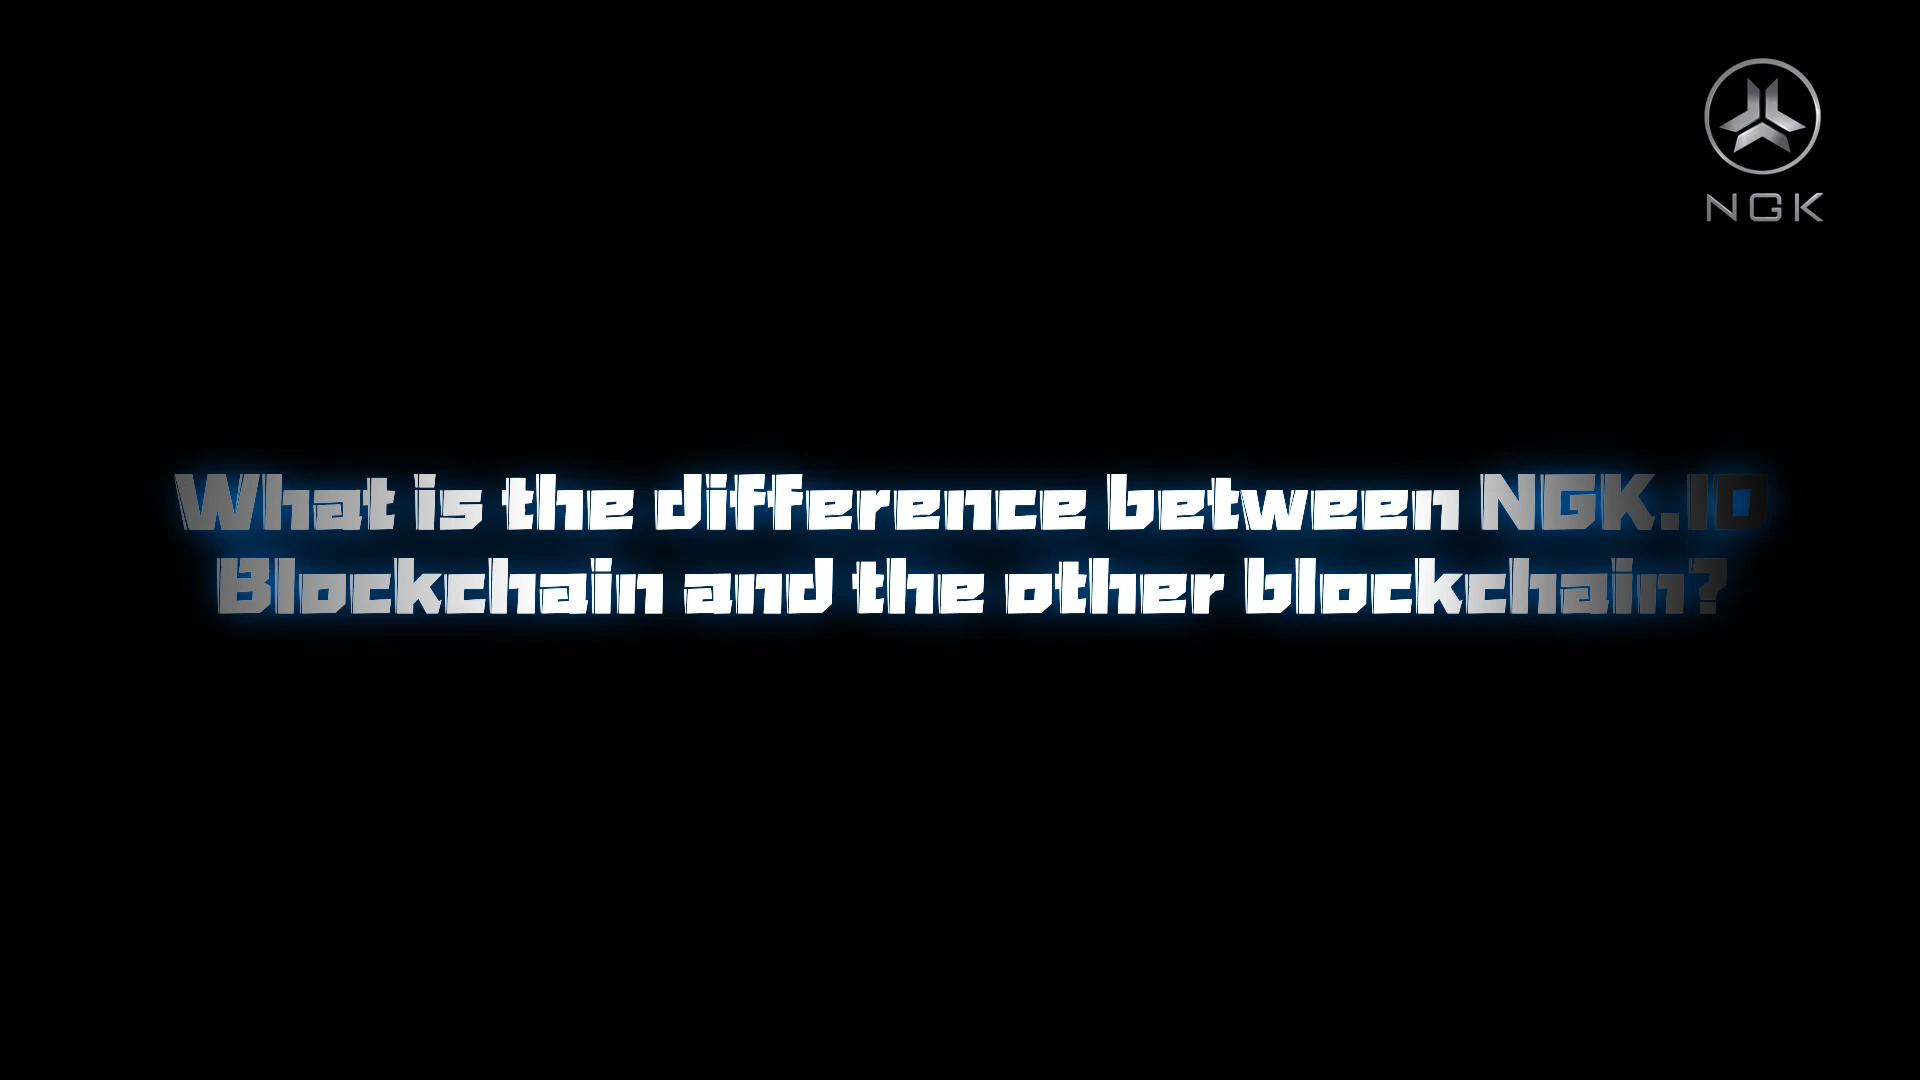 NGK
What is the difference between NGK.IO
Blockchain and the other blockchain?